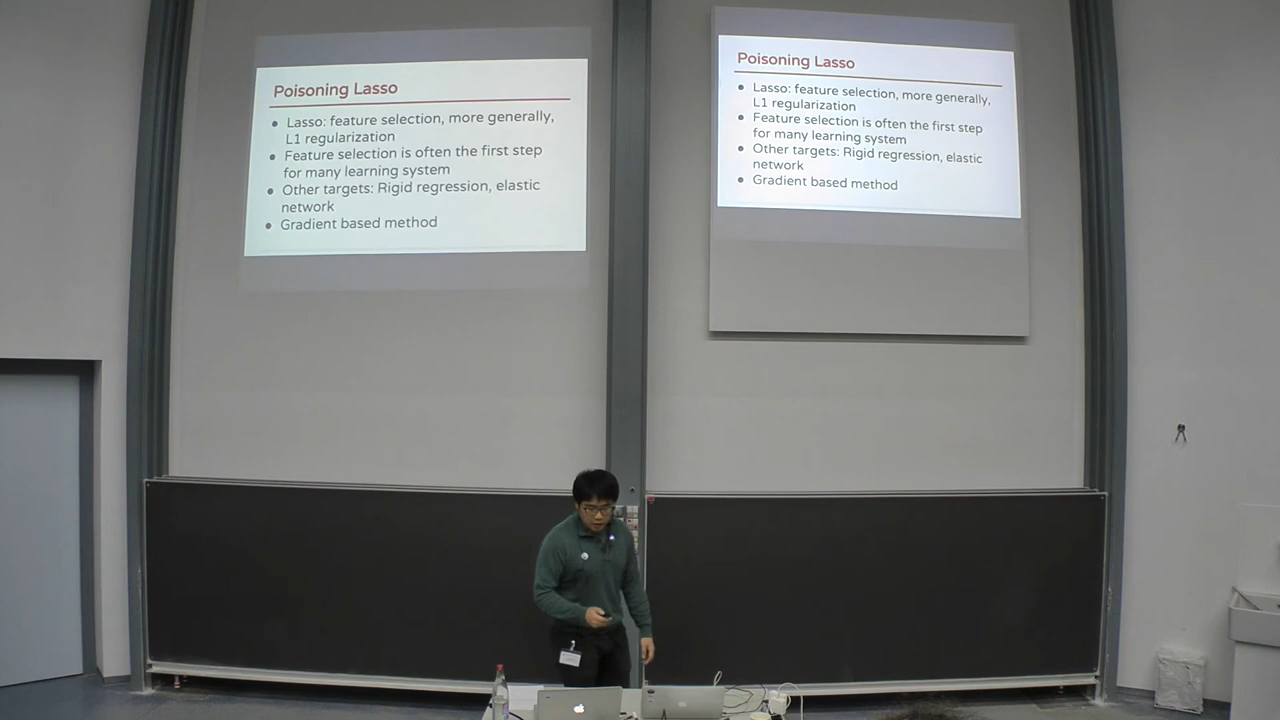 Poisoning Lasso
Lasso: feature selection, more generally,
L1 regularization
Feature selection is often the first step
for many learning system
Other targets: Rigid regression, elastic
network
Gradient based method
Poisoning Lasso
Lasso: feature selection, more generally,
L1 regularization
Feature selection is often the first step
for many learning system
Other targets: Rigid regression, elastic
network
Gradient based method